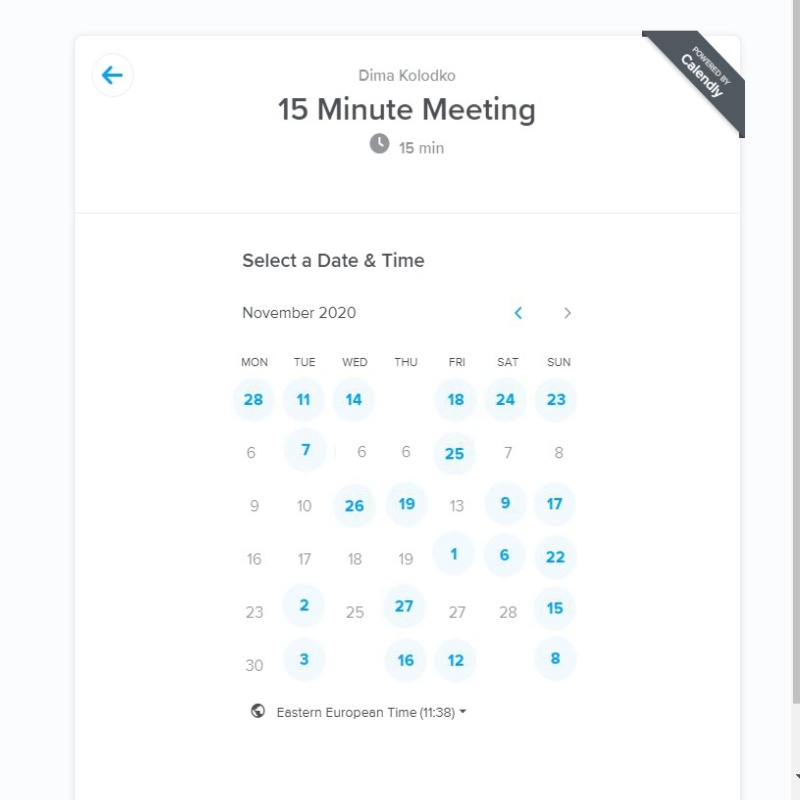 POWERED BY
Calendly
Dima Kolodko
15 Minute Meeting
15 min
Select a Date & Time
November 2020
MON TUE WED THU FRI SAT SUN
28 11 14 18 24 23
6 7 6 6 25 7 8
9 10 26 19 13 9 17
16 17 18 19 1 6 22
23 2 25 27 27 28 15
30 3 16 12 8
Eastern European Time (11:38)